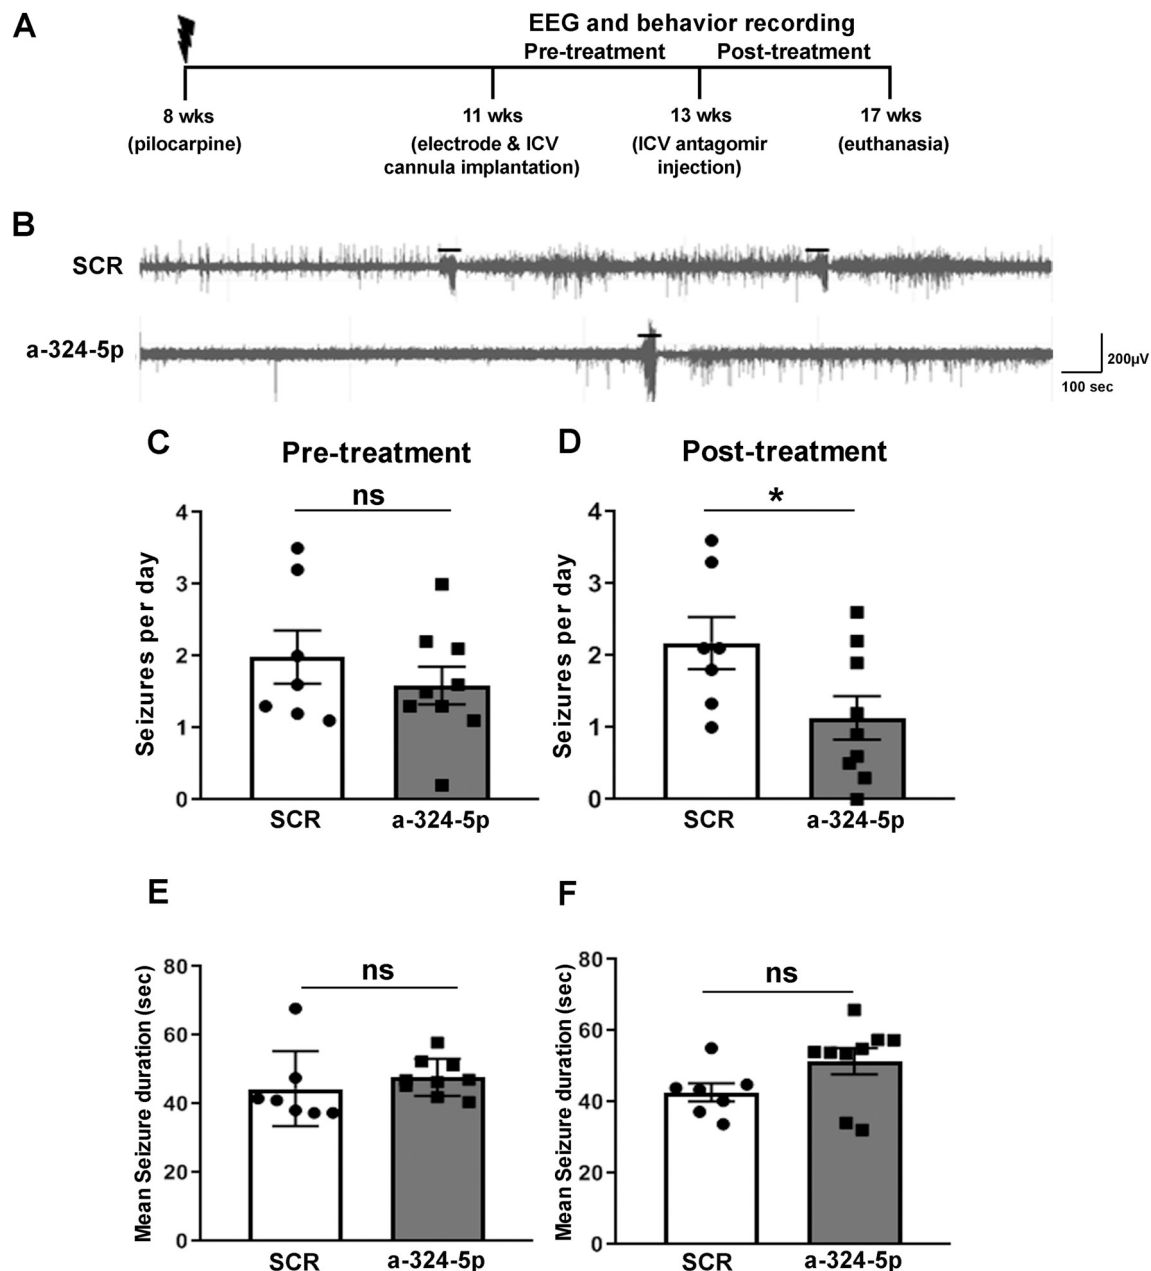 A
EEG and behavior recording
Pre-treatment Post-treatment
8 wks 11 wks 13 wks 17 wks
(pilocarpine) (electrode & ICV (ICV antagomir (euthanasia)
cannula implantation) injection)
B
SCR
a-324-5p
200µV
100 sec
C
Pre-treatment
ns
Seizures per day
4
3
2
1
0
SCR a-324-5p
D
Post-treatment
*
Seizures per day
4
3
2
1
0
SCR a-324-5p
E
ns
Mean Seizure duration (sec)
80
60
40
20
0
SCR a-324-5p
F
ns
Mean Seizure duration (sec)
80
60
40
20
0
SCR a-324-5p